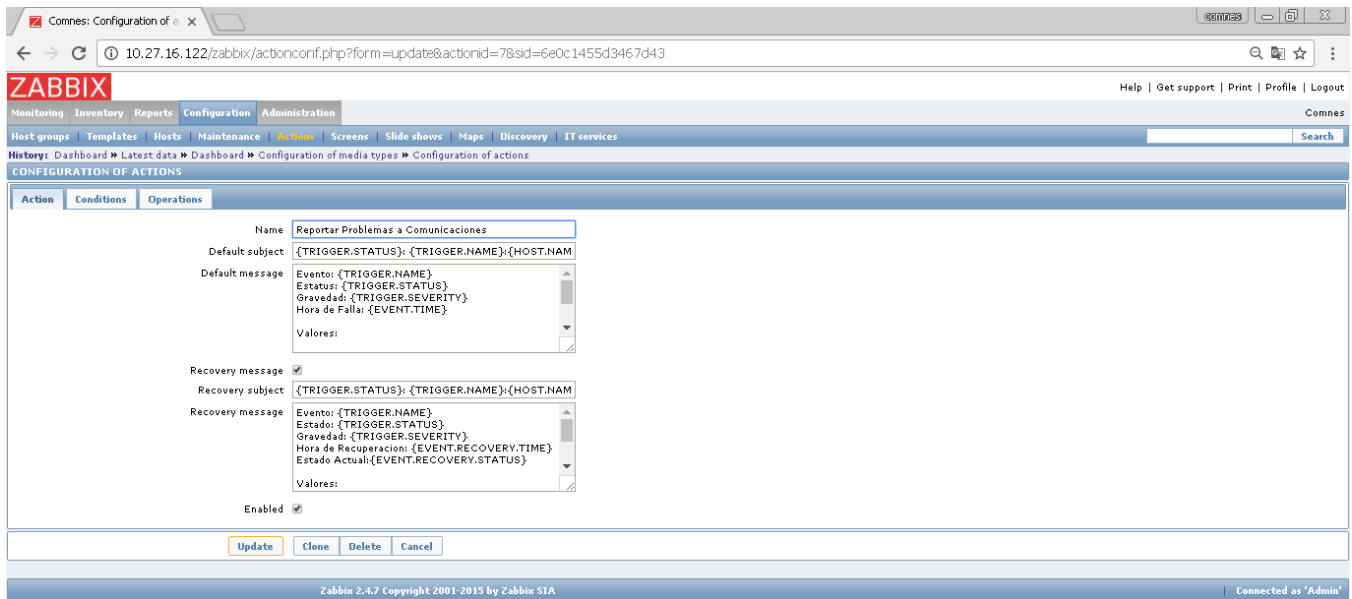 Comnes: Configuration of a
comnes
10.27.16.122/zabbix/actionconf.php?form=update&actionid=7&sid=6e0c1455d3467d43
ZABBIX
Help | Get support | Print | Profile | Logout
Monitoring Inventory Reports Configuration Administration
Comnes
Host groups | Templates | Hosts | Maintenance | Actions | Screens | Slide shows | Maps | Discovery | IT services
Search
History: Dashboard » Latest data » Dashboard » Configuration of media types » Configuration of actions
CONFIGURATION OF ACTIONS
Action Conditions Operations
Name Reportar Problemas a Comunicaciones
Default subject {TRIGGER.STATUS}: {TRIGGER.NAME}:{HOST.NAM
Default message Evento: {TRIGGER.NAME}
Estatus: {TRIGGER.STATUS}
Gravedad: {TRIGGER.SEVERITY}
Hora de Falla: {EVENT.TIME}
Valores:
Recovery message
Recovery subject {TRIGGER.STATUS}: {TRIGGER.NAME}:{HOST.NAM
Recovery message Evento: {TRIGGER.NAME}
Estado: {TRIGGER.STATUS}
Gravedad: {TRIGGER.SEVERITY}
Hora de Recuperacion: {EVENT.RECOVERY.TIME}
Estado Actual:{EVENT.RECOVERY.STATUS}
Valores:
Enabled
Update Clone Delete Cancel
Zabbix 2.4.7 Copyright 2001-2015 by Zabbix SIA
| Connected as 'Admin'